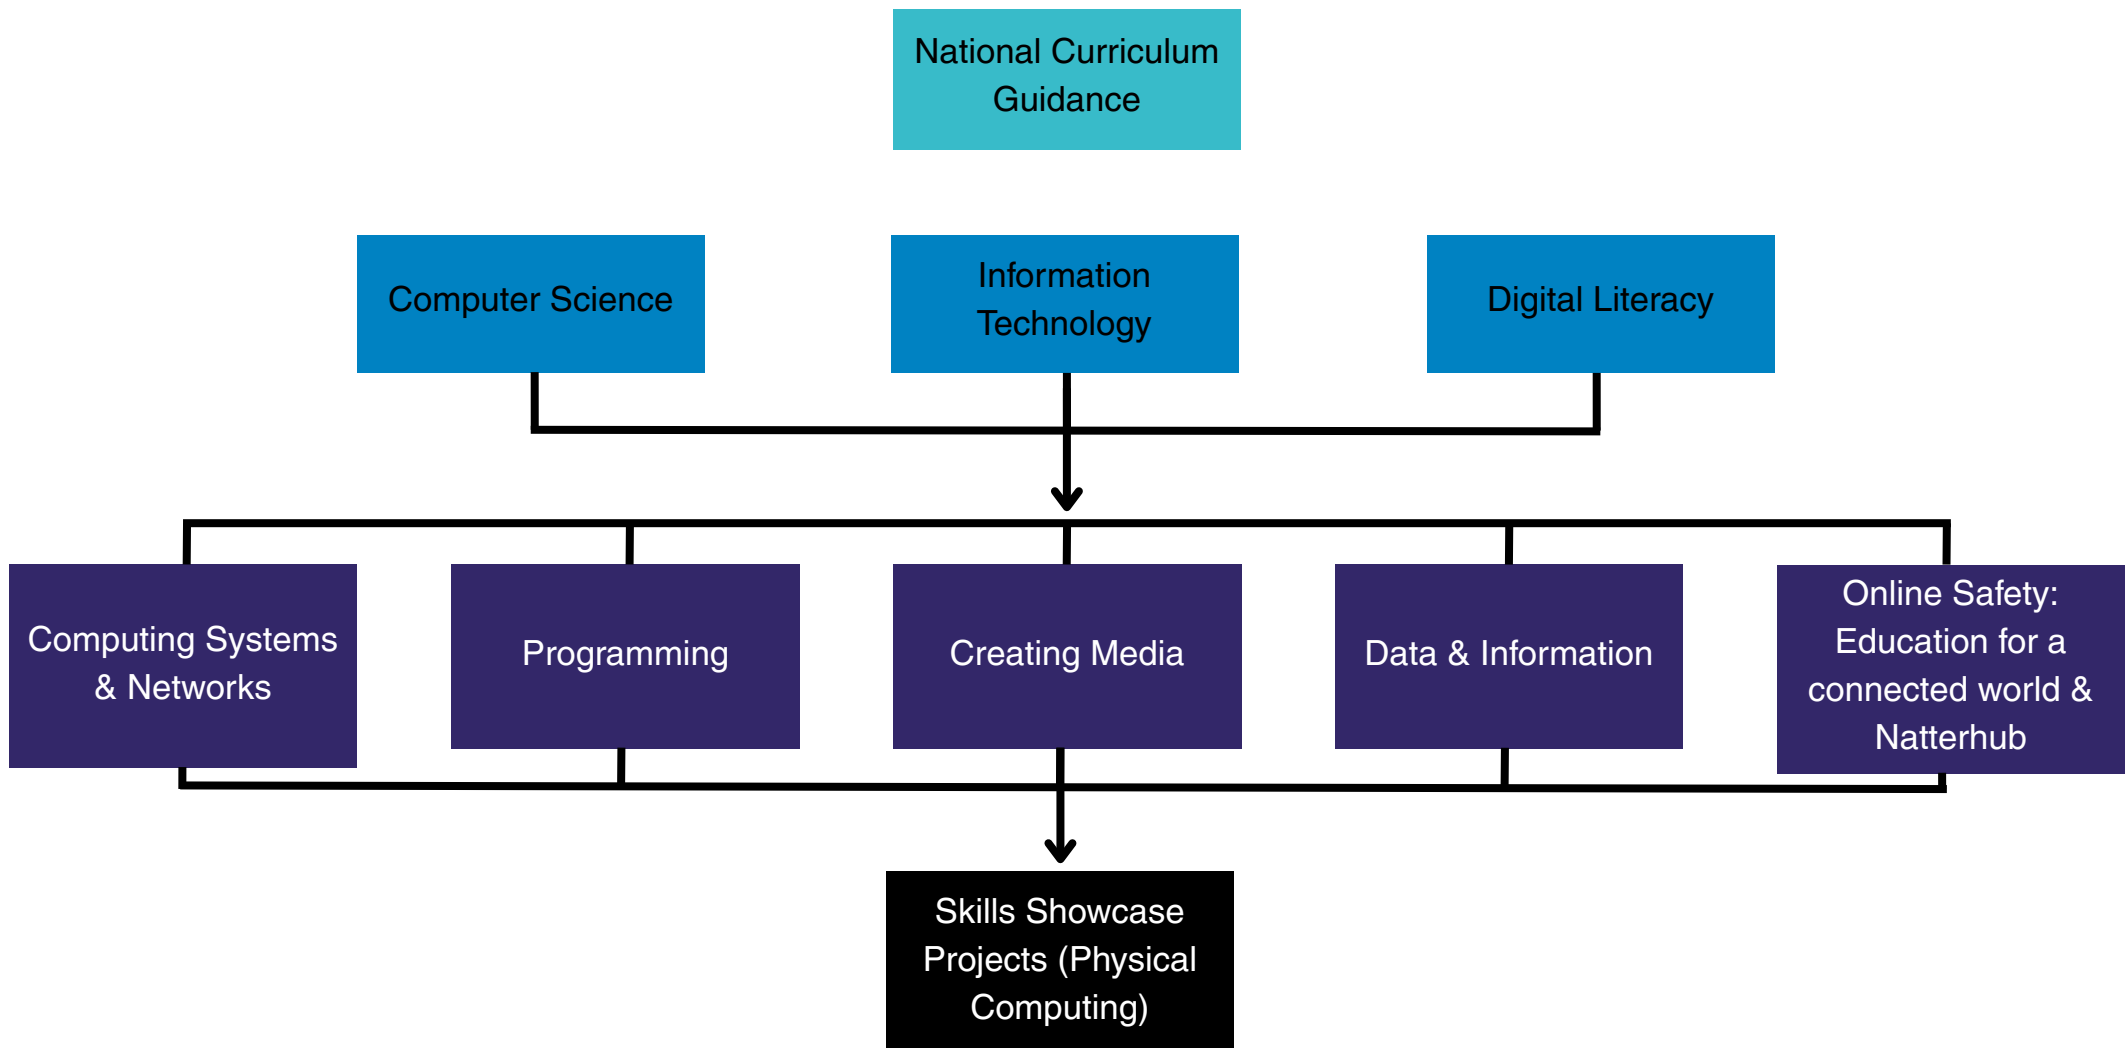 National Curriculum
Guidance
Computer Science
Information
Technology
Digital Literacy
Computing Systems
& Networks
Programming
Creating Media
Data & Information
Online Safety:
Education for a
connected world &
Natterhub
Skills Showcase
Projects (Physical
Computing)